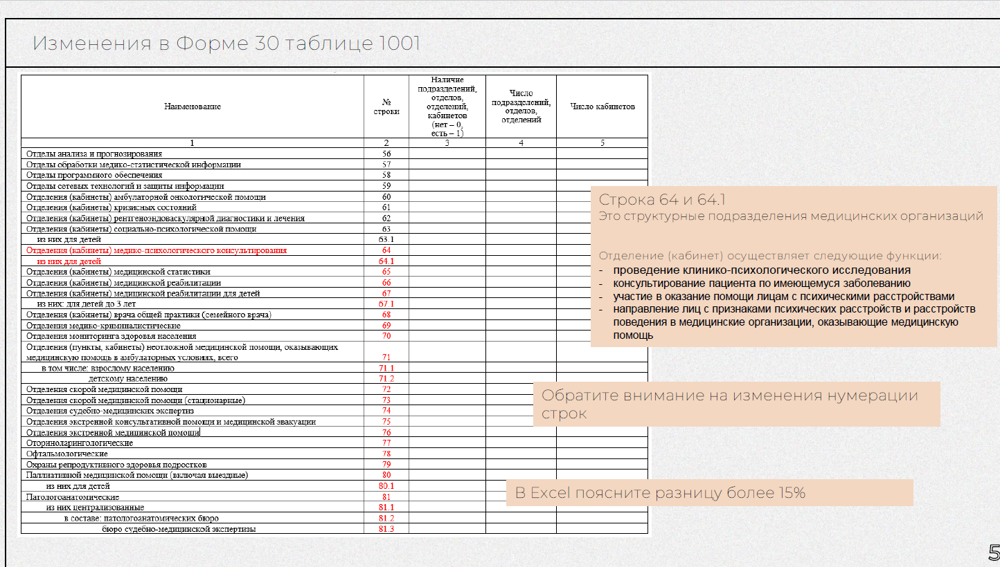 Изменения в Форме 30 таблице 1001
Наименование
№
строки
Наличие
подразделений,
отделов,
отделений,
кабинетов
(нет – 0,
есть – 1)
Число
подразделений,
отделов,
отделений
Число кабинетов
1 2 3 4 5
Отделы анализа и прогнозирования 56
Отделы обработки медико-статистической информации 57
Отделы программного обеспечения 58
Отделы сетевых технологий и защиты информации 59
Отделения (кабинеты) амбулаторной онкологической помощи 60
Отделения (кабинеты) кризисных состояний 61
Отделения (кабинеты) рентгеноэндоваскулярной диагностики и лечения 62
Отделения (кабинеты) социально-психологической помощи 63
из них для детей 63.1
Отделения (кабинеты) медико-психологического консультирования 64
из них для детей 64.1
Отделения (кабинеты) медицинской статистики 65
Отделения (кабинеты) медицинской реабилитации 66
Отделения (кабинеты) медицинской реабилитации для детей 67
из них: для детей до 3 лет 67.1
Отделения (кабинеты) врача общей практики (семейного врача) 68
Отделения медико-криминалистические 69
Отделения мониторинга здоровья населения 70
Отделения (пункты, кабинеты) неотложной медицинской помощи, оказывающих
медицинскую помощь в амбулаторных условиях, всего 71
в том числе: взрослому населению 71.1
детскому населению 71.2
Отделения скорой медицинской помощи 72
Отделения скорой медицинской помощи (стационарные) 73
Отделения судебно-медицинских экспертиз 74
Отделения экстренной консультативной помощи и медицинской эвакуации 75
Отделения экстренной медицинской помощи 76
Оториноларингологические 77
Офтальмологические 78
Охраны репродуктивного здоровья подростков 79
Паллиативной медицинской помощи (включая выездные) 80
из них для детей 80.1
Патологоанатомические 81
из них централизованные 81.1
в составе: патологоанатомических бюро 81.2
бюро судебно-медицинской экспертизы 81.3
Строка 64 и 64.1
Это структурные подразделения медицинских организаций
Отделение (кабинет) осуществляет следующие функции:
- проведение клинико-психологического исследования
- консультирование пациента по имеющемуся заболеванию
- участие в оказание помощи лицам с психическими расстройствами
- направление лиц с признаками психических расстройств и расстройств
поведения в медицинские организации, оказывающие медицинскую
помощь
Обратите внимание на изменения нумерации
строк
В Excel поясните разницу более 15%
5